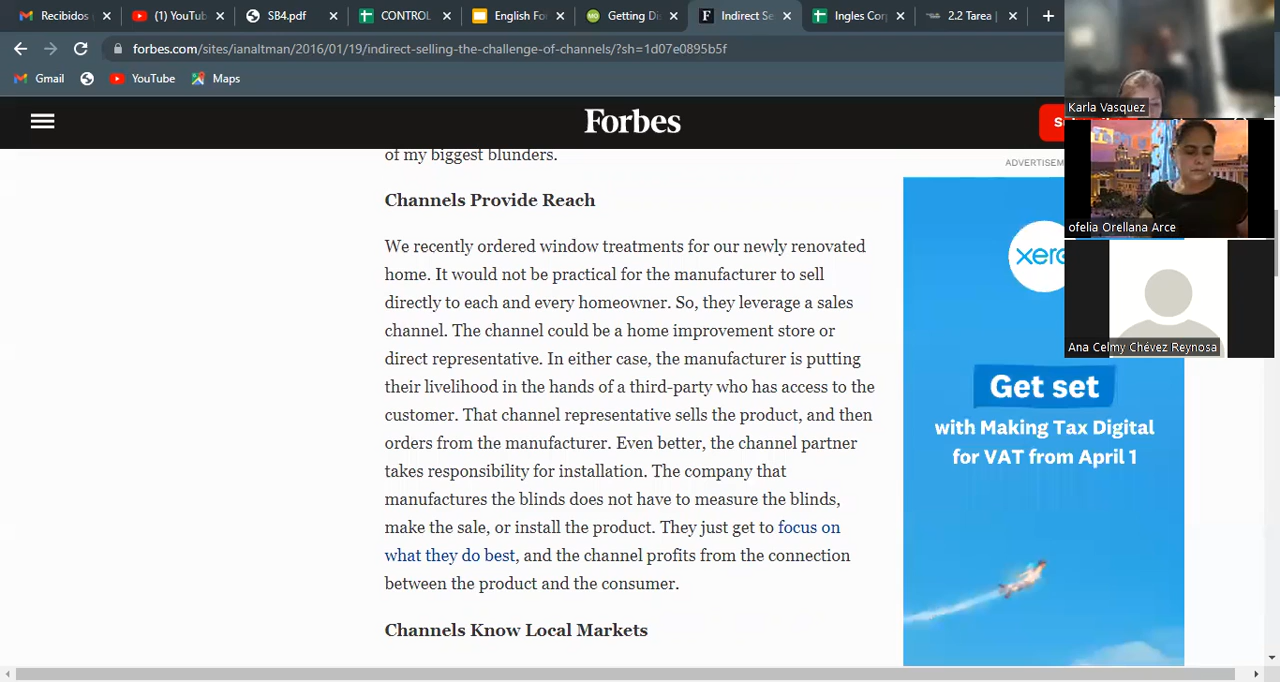 Recibidos
(1) YouTub
SB4.pdf
CONTROL
English Fo
Getting Di
Indirect Se
Ingles Cor
2.2 Tarea |
forbes.com/sites/ianaltman/2016/01/19/indirect-selling-the-challenge-of-channels/?sh=1d07e0895b5f
Gmail
YouTube
Maps
Karla Vasquez
Forbes
S
of my biggest blunders.
ADVERTISEM
Channels Provide Reach
We recently ordered window treatments for our newly renovated
home. It would not be practical for the manufacturer to sell
directly to each and every homeowner. So, they leverage a sales
channel. The channel could be a home improvement store or
direct representative. In either case, the manufacturer is putting
their livelihood in the hands of a third-party who has access to the
customer. That channel representative sells the product, and then
orders from the manufacturer. Even better, the channel partner
takes responsibility for installation. The company that
manufactures the blinds does not have to measure the blinds,
make the sale, or install the product. They just get to focus on
what they do best, and the channel profits from the connection
between the product and the consumer.
Channels Know Local Markets
ofelia Orellana Arce
xero
Ana Celmy Chévez Reynosa
Get set
with Making Tax Digital
for VAT from April 1